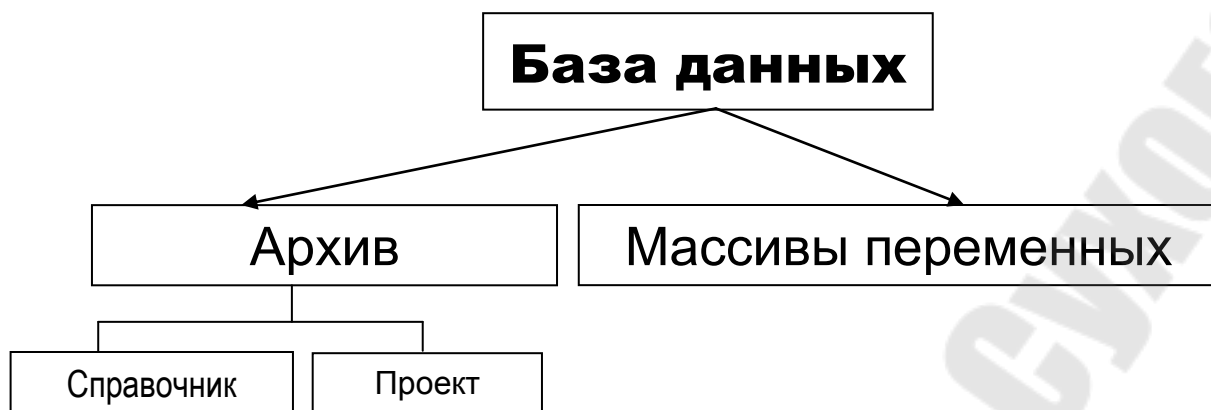 База данных
Архив
Массивы переменных
Справочник
Проект